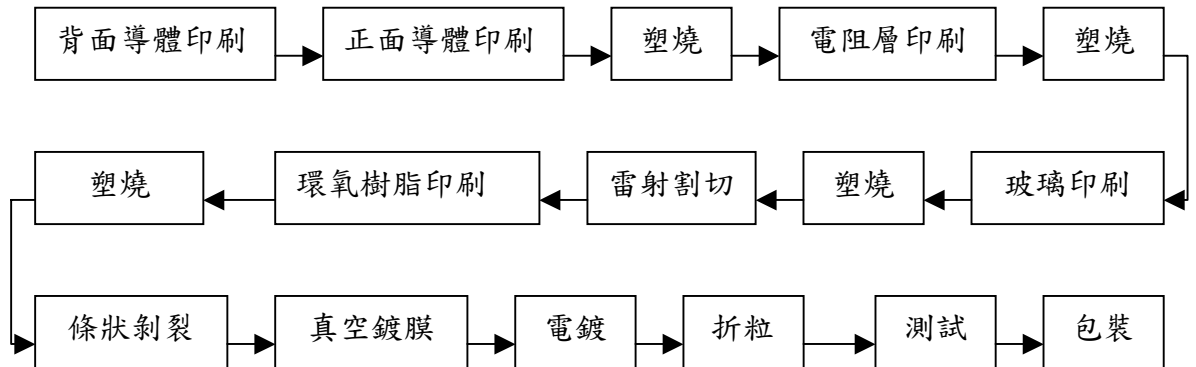 背面導體印刷 正面導體印刷 塑燒 電阻層印刷 塑燒
塑燒 環氧樹脂印刷 雷射割切 塑燒 玻璃印刷
條狀剝裂 真空鍍膜 電鍍 折粒 測試 包裝